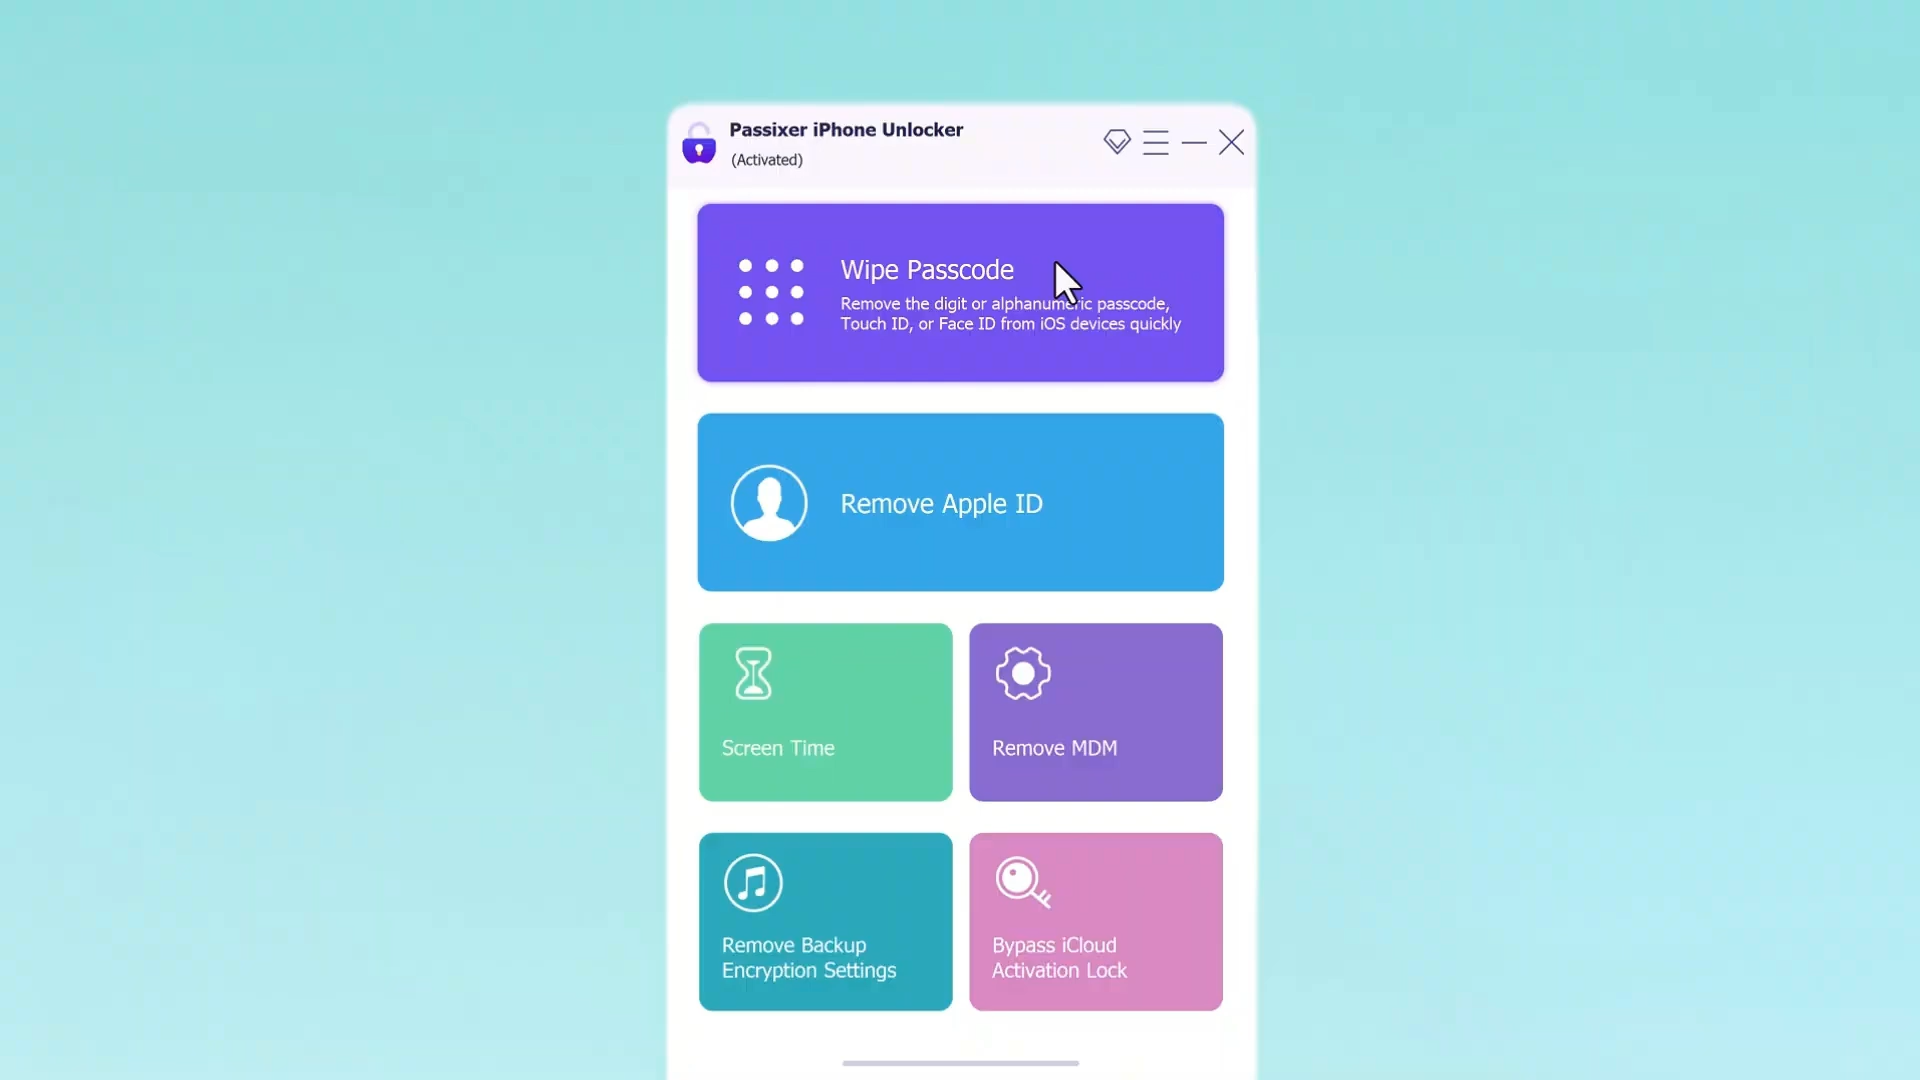 Passixer iPhone Unlocker
(Activated)
Wipe Passcode
Remove the digit or alphanumeric passcode,
Touch ID, or Face ID from iOS devices quickly
Remove Apple ID
Screen Time
Remove MDM
Remove Backup
Encryption Settings
Bypass iCloud
Activation Lock